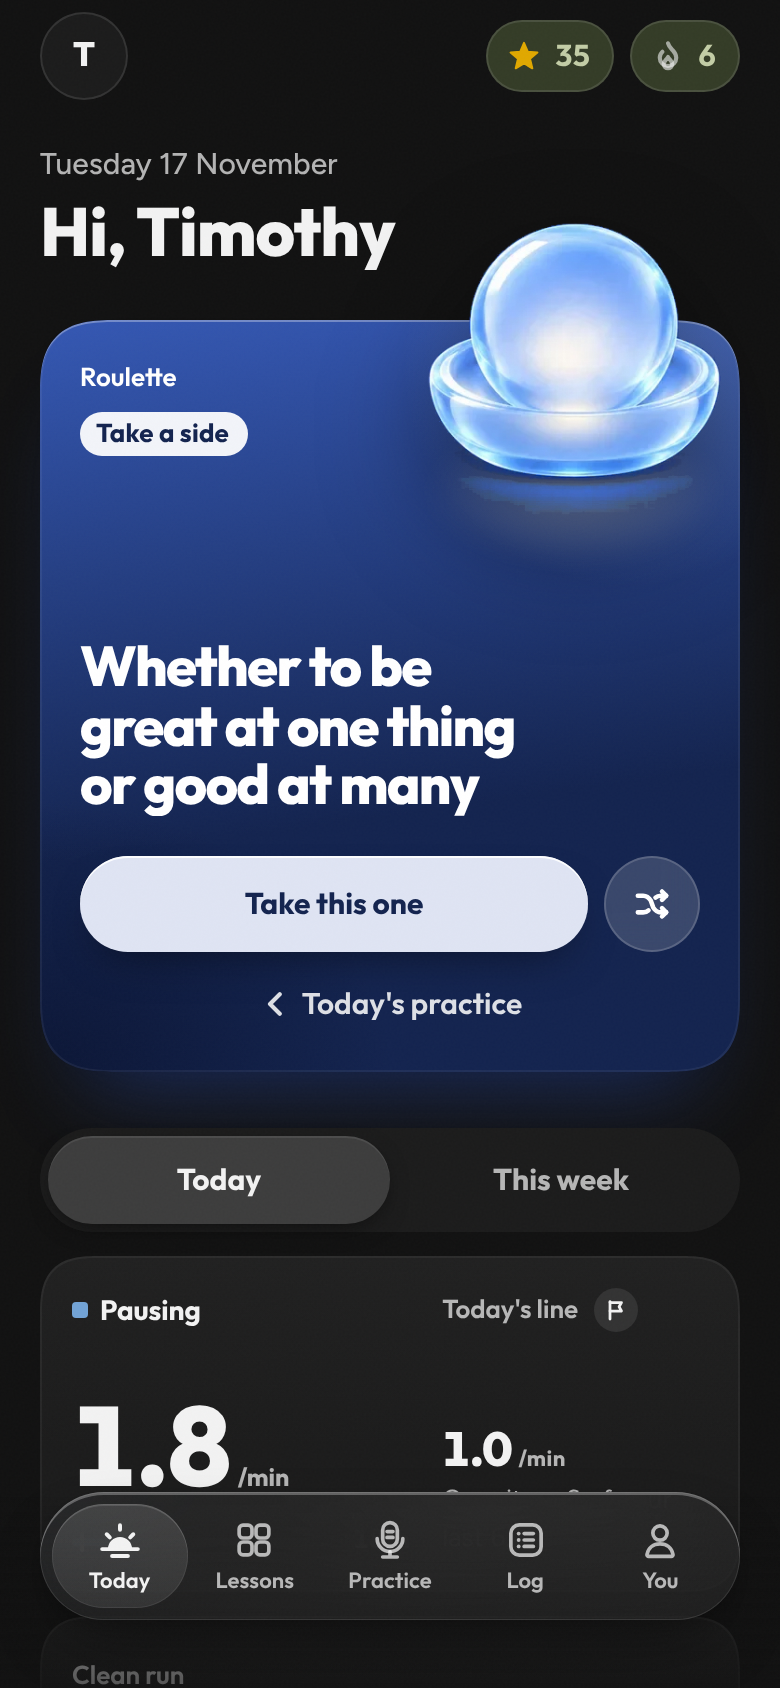 T
35
6
Tuesday 17 November
Hi, Timothy
Roulette
Take a side
Whether to be
great at one thing
or good at many
Take this one
Today's practice
Today
This week
Pausing
Today's line
1.8 /min
1.0 /min
Today
Lessons
Practice
Log
You
Clean run